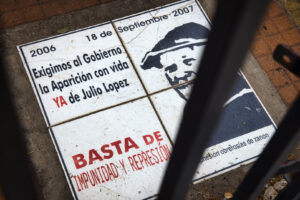 2006 18 de Septiembre-2007
Exigimos al Gobierno
la Aparición con vida
YA de Julio Lopez
BASTA DE
IMPUNIDAD Y REPRESIÓN